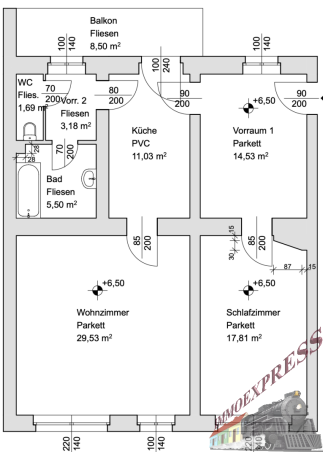 Balkon
Fliesen
8,50 m²
100
140
100
240
100
140
WC
Flies.
1,69 m²
70
200
Vorr. 2
Fliesen
3,18 m²
80
200
90
200
+6,50
90
200
Küche
PVC
11,03 m²
Vorraum 1
Parkett
14,53 m²
28
28
70
200
Bad
Fliesen
5,50 m²
85
200
85
200
15
30
87
15
+6,50
+6,50
Wohnzimmer
Parkett
29,53 m²
Schlafzimmer
Parkett
17,81 m²
IMMOEXPRESS
220
140
100
140
220
140